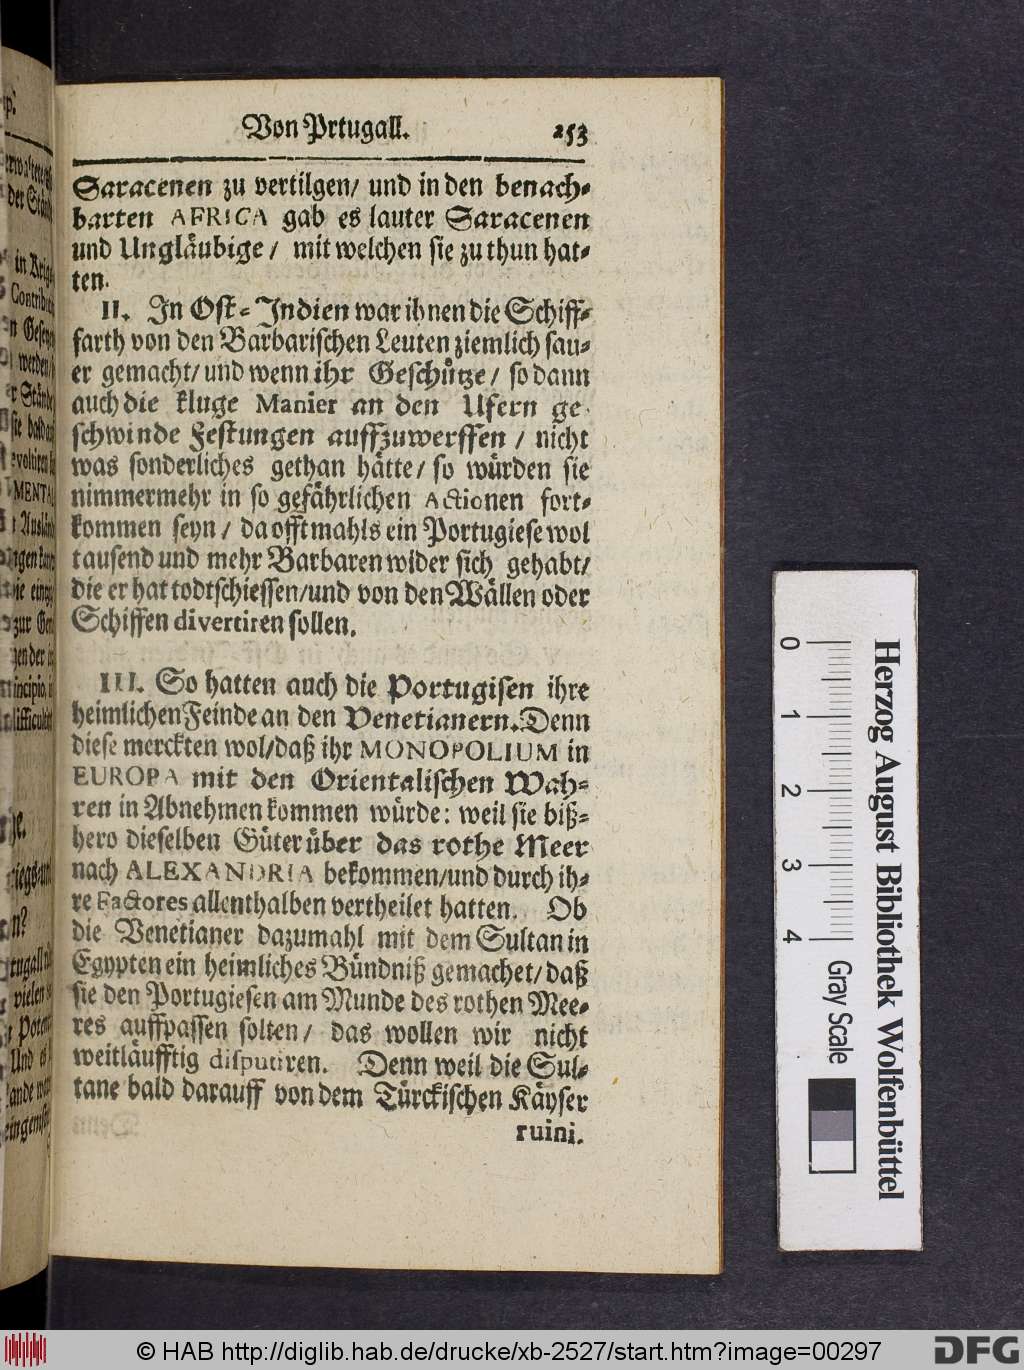 Von Prtugall. 253
Saracenen zu vertilgen/ und in den benach-
barten AFRICA gab es lauter Saracenen
und Ungläubige / mit welchen sie zu thun hat-
ten.
II. In Ost-Indien war ihnen die Schiff-
farth von den Barbarischen Leuten ziemlich sau-
er gemacht/ und wenn ihr Geschütze / so dann
auch die kluge Manier an den Ufern ge-
schwinde Festungen auffzuwerffen / nicht
was sonderliches gethan hätte/ so würden sie
nimmermehr in so gefährlichen Actionen fort-
kommen seyn / da offtmahls ein Portugiese wol
tausend und mehr Barbaren wider sich gehabt/
die er hat todtschiessen/und von den Wällen oder
Schiffen divertiren sollen.
III. So hatten auch die Portugisen ihre
heimlichen Feinde an den Venetianern. Denn
diese merckten wol/daß ihr MONOPOLIUM in
EUROPA mit den Orientalischen Wah-
ren in Abnehmen kommen würde: weil sie biß-
hero dieselben Güter über das rothe Meer
nach ALEXANDRIA bekommen/und durch ih-
re Factores allenthalben vertheilet hatten. Ob
die Venetianer dazumahl mit dem Sultan in
Egypten ein heimliches Bündniß gemachet/ daß
sie den Portugiesen am Munde des rothen Mee-
res auffpassen solten/ das wollen wir nicht
weitläufftig disputiren. Denn weil die Sul-
tane bald darauff von dem Türckischen Käyser
ruini.
0 1 2 3 4 Gray Scale
Herzog August Bibliothek Wolfenbüttel
© HAB http://diglib.hab.de/drucke/xb-2527/start.htm?image=00297
DFG